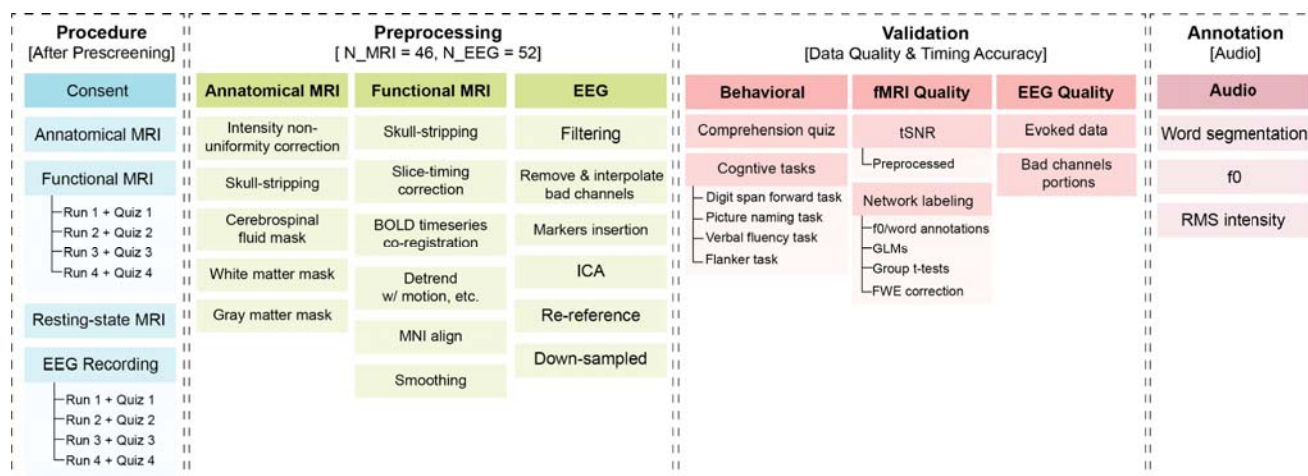 Procedure
[After Prescreening]
Consent
Annatomical MRI
Functional MRI
Run 1 + Quiz 1
Run 2 + Quiz 2
Run 3 + Quiz 3
Run 4 + Quiz 4
Resting-state MRI
EEG Recording
Run 1 + Quiz 1
Run 2 + Quiz 2
Run 3 + Quiz 3
Run 4 + Quiz 4
Preprocessing
[ N_MRI = 46, N_EEG = 52]
Annatomical MRI
Intensity non-
uniformity correction
Skull-stripping
Cerebrospinal
fluid mask
White matter mask
Gray matter mask
Functional MRI
Skull-stripping
Slice-timing
correction
BOLD timeseries
co-registration
Detrend
w/ motion, etc.
MNI align
Smoothing
EEG
Filtering
Remove & interpolate
bad channels
Markers insertion
ICA
Re-reference
Down-sampled
Validation
[Data Quality & Timing Accuracy]
Behavioral
Comprehension quiz
Cogntive tasks
Digit span forward task
Picture naming task
Verbal fluency task
Flanker task
fMRI Quality
tSNR
Preprocessed
Network labeling
f0/word annotations
GLMs
Group t-tests
FWE correction
EEG Quality
Evoked data
Bad channels
portions
Annotation
[Audio]
Audio
Word segmentation
f0
RMS intensity